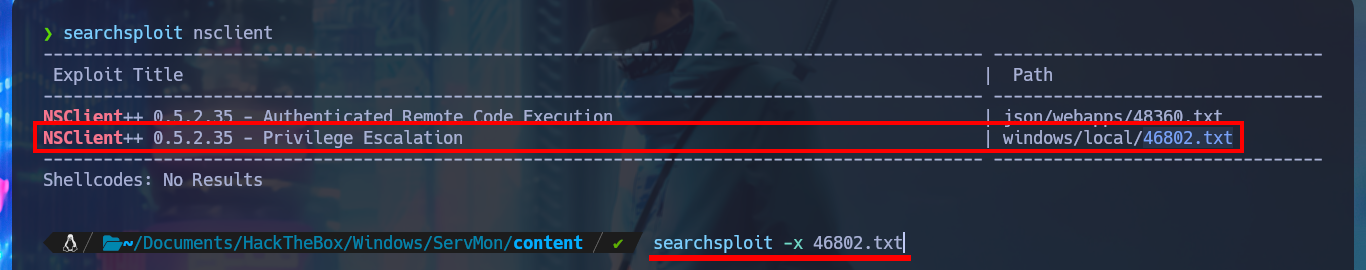 ❯ searchsploit nsclient
Exploit Title | Path
NSClient++ 0.5.2.35 - Authenticated Remote Code Execution | json/webapps/48360.txt
NSClient++ 0.5.2.35 - Privilege Escalation | windows/local/46802.txt
Shellcodes: No Results
~/Documents/HackTheBox/Windows/ServMon/content / ✔ searchsploit -x 46802.txt